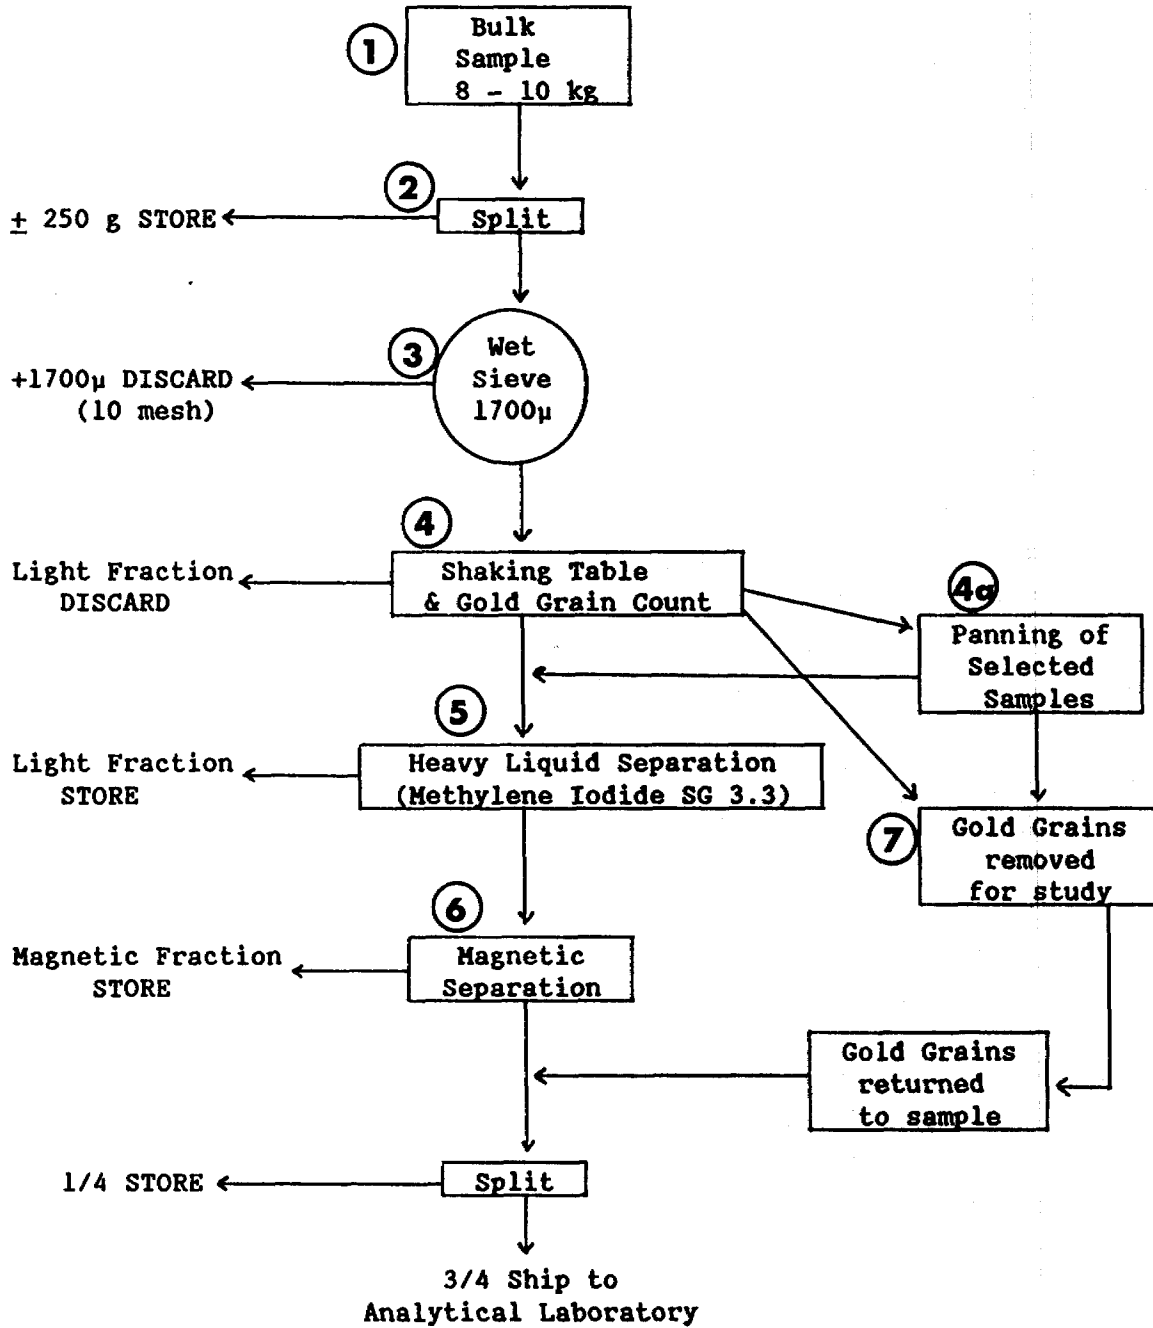 1
Bulk
Sample
8 - 10 kg
2
± 250 g STORE
Split
3
Wet
Sieve
1700µ
+1700µ DISCARD
(10 mesh)
4
Shaking Table
& Gold Grain Count
Light Fraction
DISCARD
4a
Panning of
Selected
Samples
5
Heavy Liquid Separation
(Methylene Iodide SG 3.3)
Light Fraction
STORE
7
Gold Grains
removed
for study
6
Magnetic
Separation
Magnetic Fraction
STORE
Gold Grains
returned
to sample
1/4 STORE
Split
3/4 Ship to
Analytical Laboratory